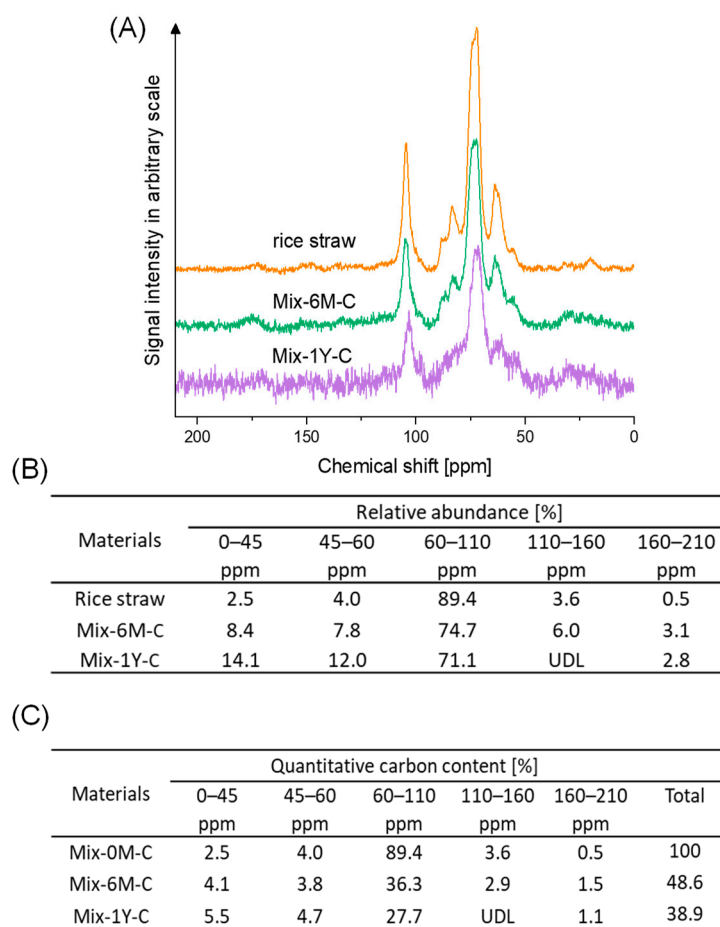 (A)
Signal intensity in arbitrary scale
rice straw
Mix-6M-C
Mix-1Y-C
200 150 100 50 0
Chemical shift [ppm]
(B)
Materials Relative abundance [%]
0–45 ppm 45–60 ppm 60–110 ppm 110–160 ppm 160–210 ppm
Rice straw 2.5 4.0 89.4 3.6 0.5
Mix-6M-C 8.4 7.8 74.7 6.0 3.1
Mix-1Y-C 14.1 12.0 71.1 UDL 2.8
(C)
Materials Quantitative carbon content [%]
0–45 ppm 45–60 ppm 60–110 ppm 110–160 ppm 160–210 ppm Total
Mix-0M-C 2.5 4.0 89.4 3.6 0.5 100
Mix-6M-C 4.1 3.8 36.3 2.9 1.5 48.6
Mix-1Y-C 5.5 4.7 27.7 UDL 1.1 38.9